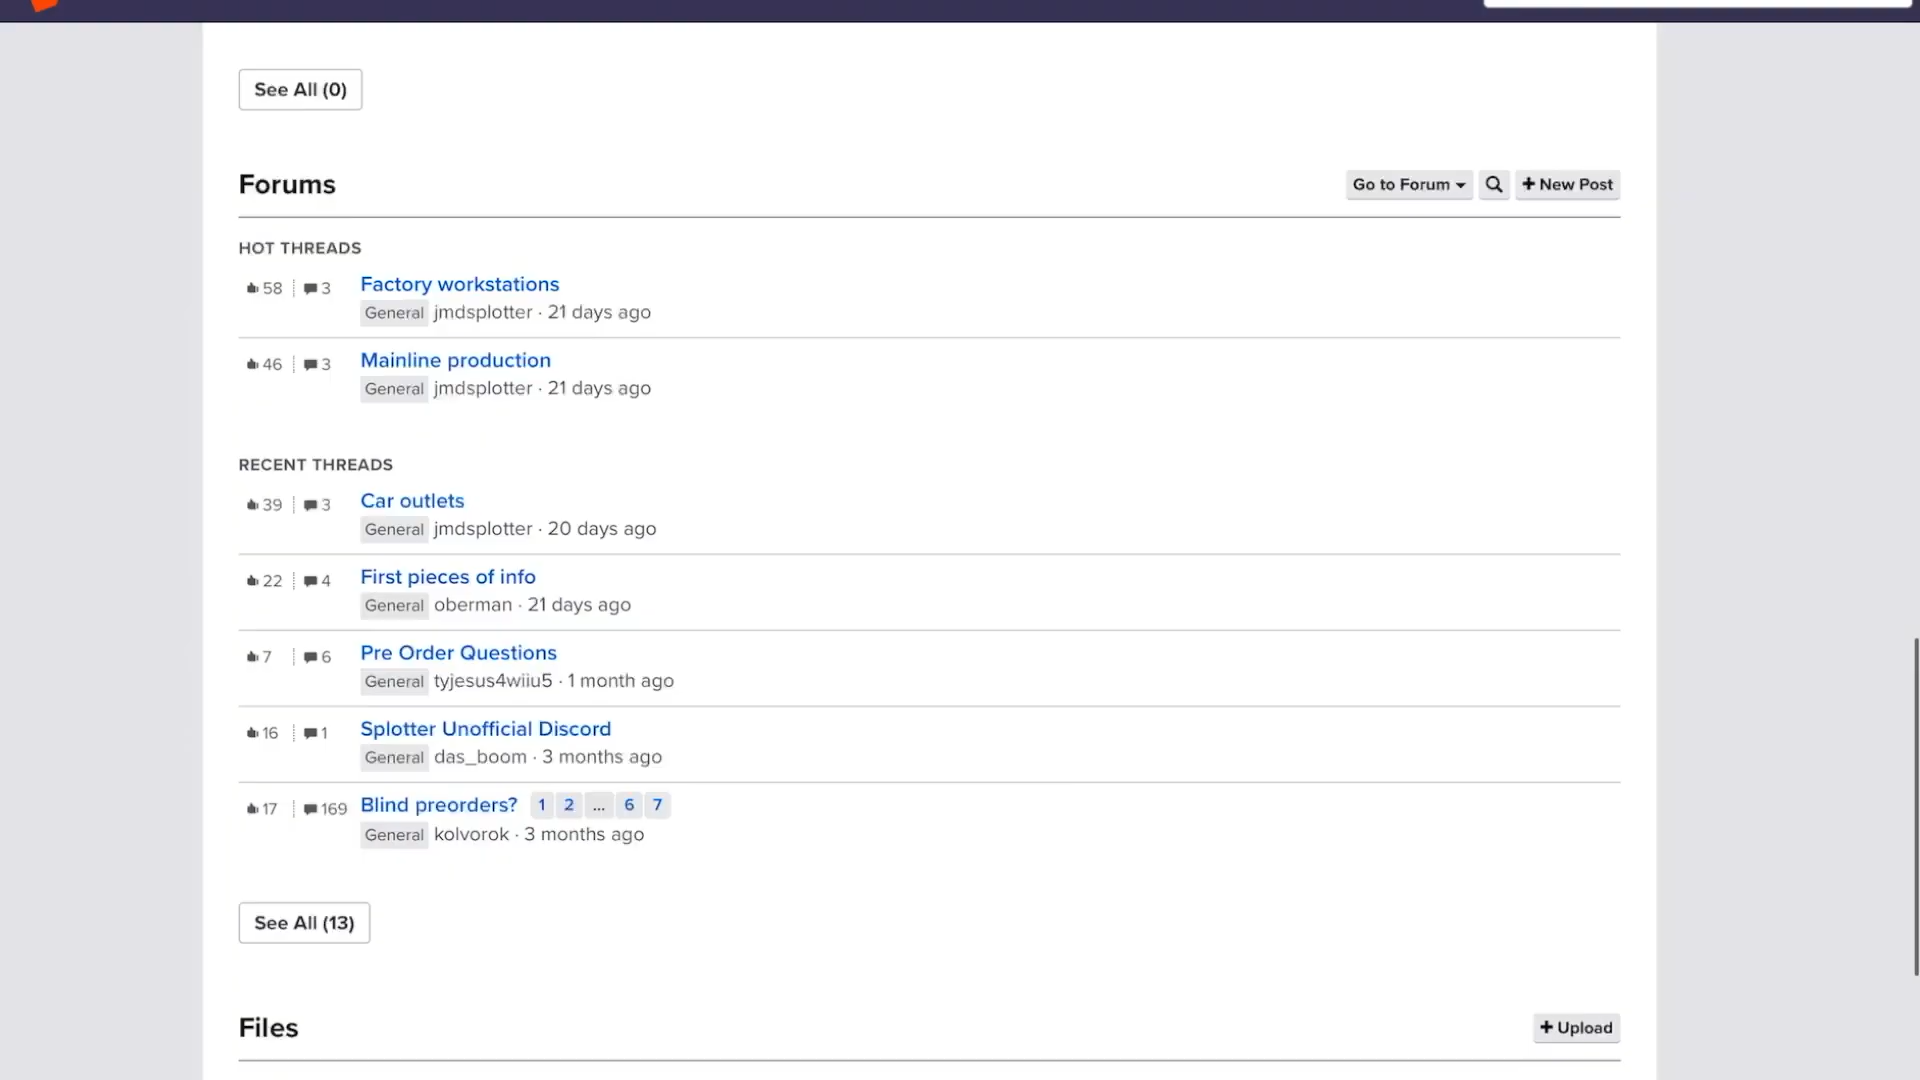 See All (0)
Forums
Go to Forum
+ New Post
HOT THREADS
58 3 Factory workstations
General jmdsplotter · 21 days ago
46 3 Mainline production
General jmdsplotter · 21 days ago
RECENT THREADS
39 3 Car outlets
General jmdsplotter · 20 days ago
22 4 First pieces of info
General oberman · 21 days ago
7 6 Pre Order Questions
General tyjesus4wiiu5 · 1 month ago
16 1 Splotter Unofficial Discord
General das_boom · 3 months ago
17 169 Blind preorders? 1 2 ... 6 7
General kolvorok · 3 months ago
See All (13)
Files
+ Upload